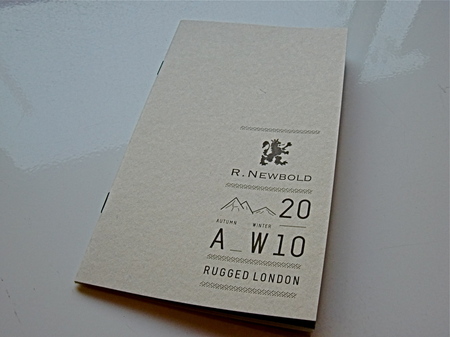 R. NEWBOLD
20
AUTUMN WINTER
A_W10
RUGGED LONDON